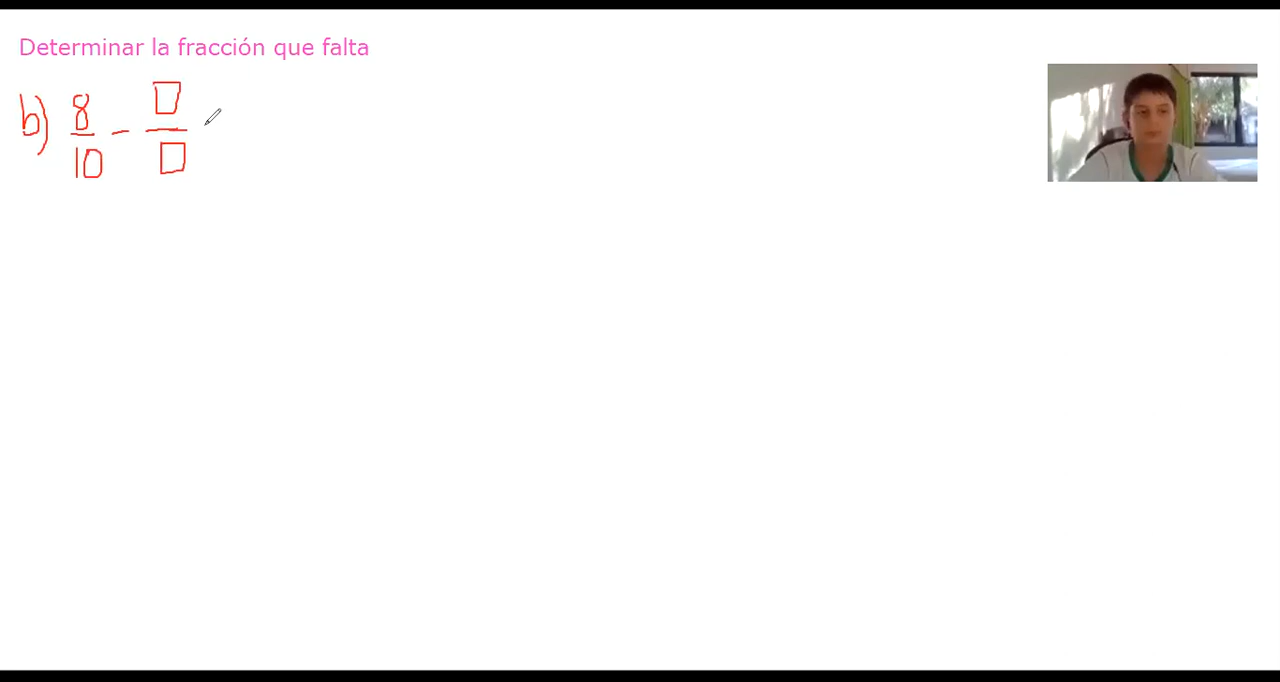 Determinar la fracción que falta
b) 8/10 - □/□